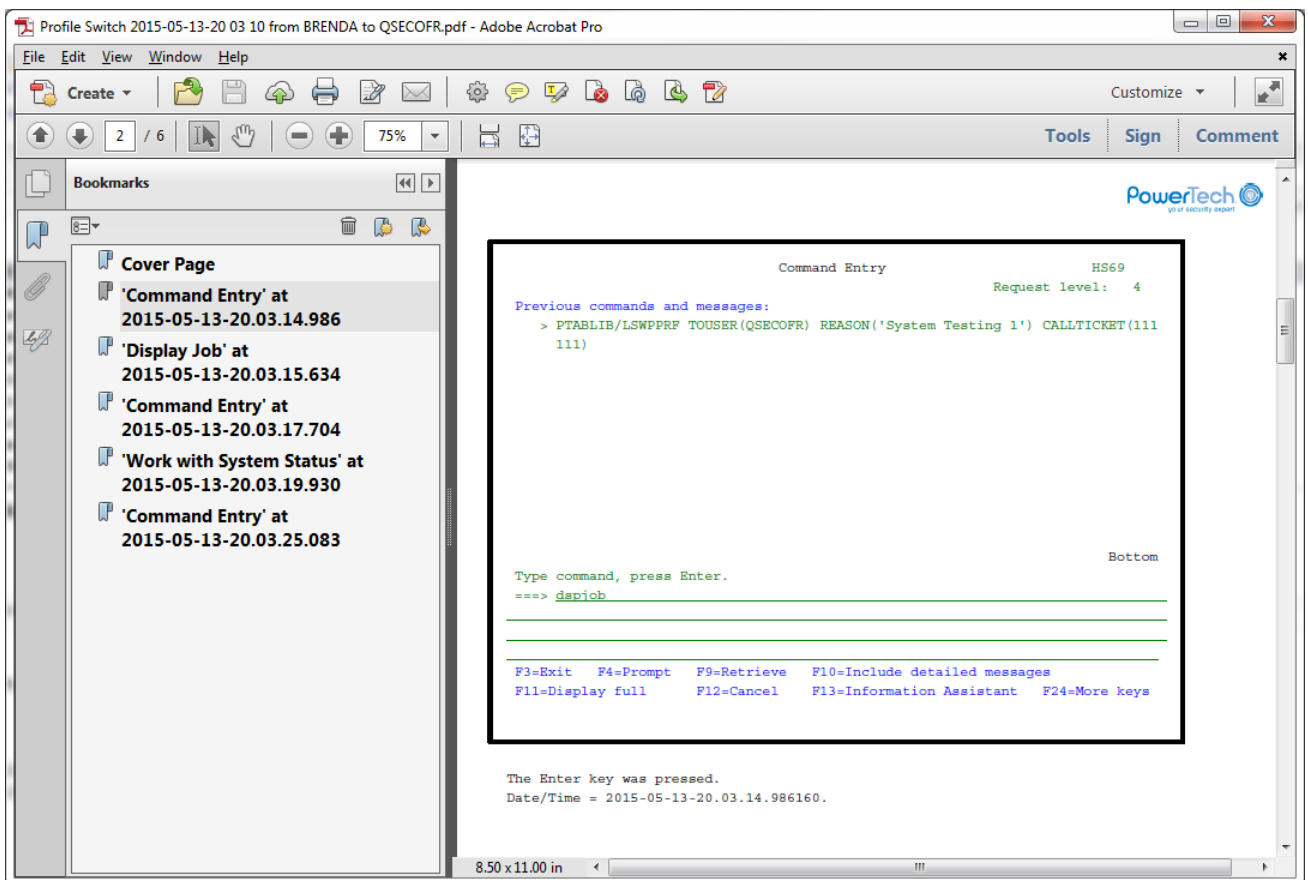 Profile Switch 2015-05-13-20 03 10 from BRENDA to QSECOFR.pdf - Adobe Acrobat Pro
File Edit View Window Help
Create Customize
2 / 6 75% Tools Sign Comment
Bookmarks
Cover Page
'Command Entry' at
2015-05-13-20.03.14.986
'Display Job' at
2015-05-13-20.03.15.634
'Command Entry' at
2015-05-13-20.03.17.704
'Work with System Status' at
2015-05-13-20.03.19.930
'Command Entry' at
2015-05-13-20.03.25.083
PowerTech
your security expert
Command Entry HS69
Request level: 4
Previous commands and messages:
> PTABLIB/LSWPPRF TOUSER(QSECOFR) REASON('System Testing 1') CALLTICKET(111
111)
Bottom
Type command, press Enter.
===> dspjob
F3=Exit F4=Prompt F9=Retrieve F10=Include detailed messages
F11=Display full F12=Cancel F13=Information Assistant F24=More keys
The Enter key was pressed.
Date/Time = 2015-05-13-20.03.14.986160.
8.50 x 11.00 in